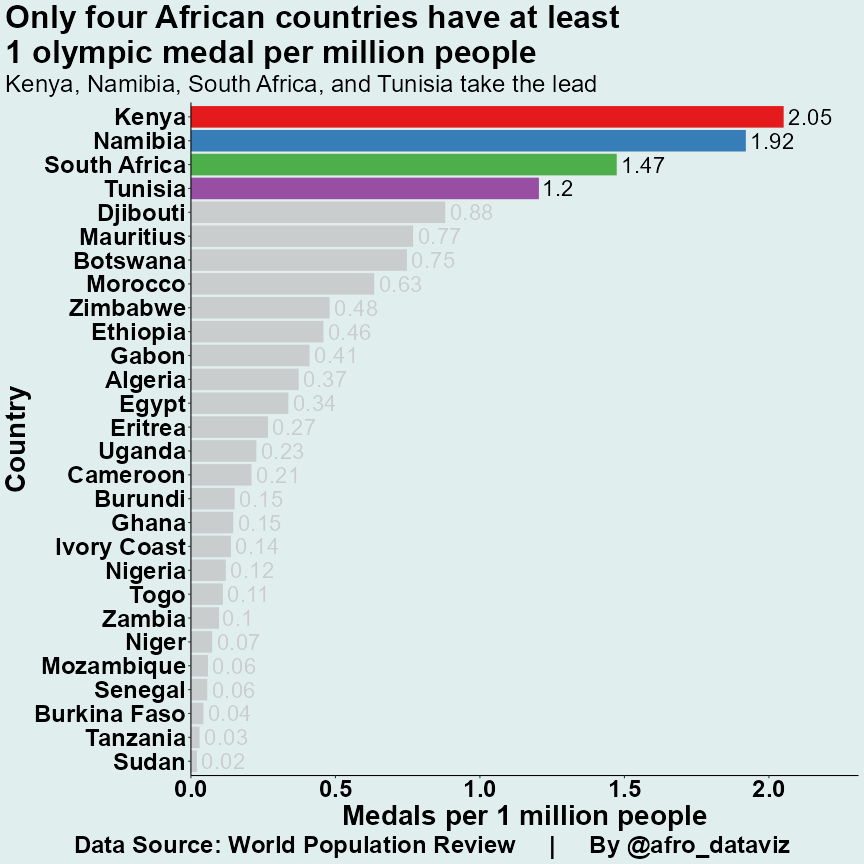 Only four African countries have at least
1 olympic medal per million people
Kenya, Namibia, South Africa, and Tunisia take the lead
Kenya 2.05
Namibia 1.92
South Africa 1.47
Tunisia 1.2
Djibouti 0.88
Mauritius 0.77
Botswana 0.75
Morocco 0.63
Zimbabwe 0.48
Ethiopia 0.46
Gabon 0.41
Algeria 0.37
Egypt 0.34
Eritrea 0.27
Uganda 0.23
Cameroon 0.21
Burundi 0.15
Ghana 0.15
Ivory Coast 0.14
Nigeria 0.12
Togo 0.11
Zambia 0.1
Niger 0.07
Mozambique 0.06
Senegal 0.06
Burkina Faso 0.04
Tanzania 0.03
Sudan 0.02
Country
0.0 0.5 1.0 1.5 2.0
Medals per 1 million people
Data Source: World Population Review | By @afro_dataviz